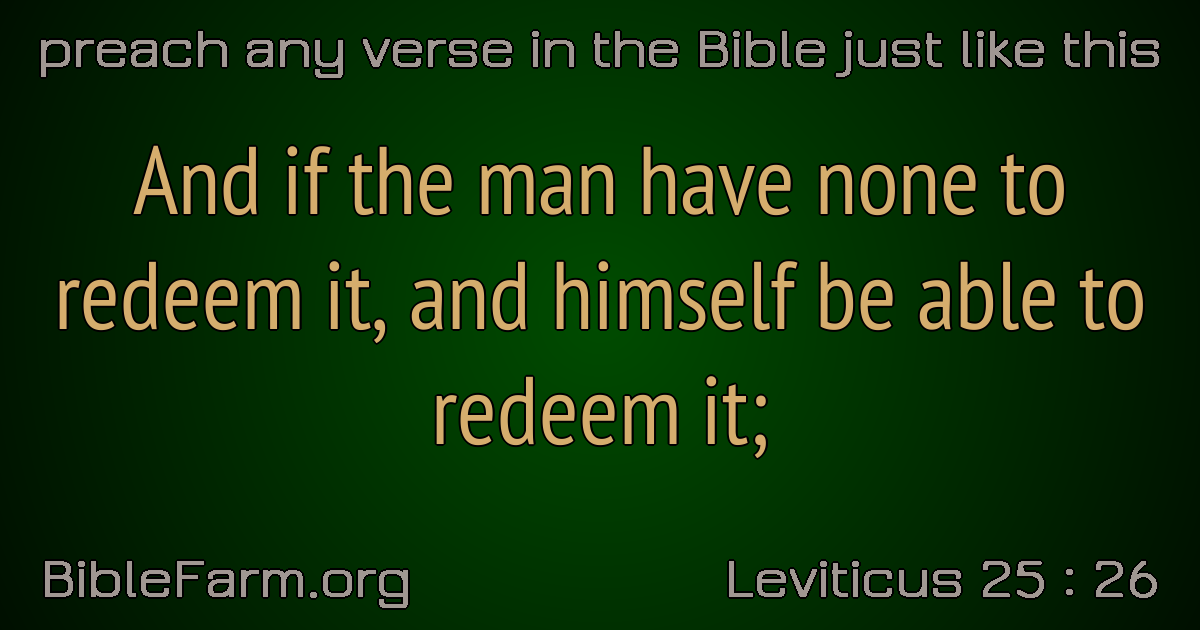 preach any verse in the Bible just like this
And if the man have none to
redeem it, and himself be able to
redeem it;
BibleFarm.org
Leviticus 25 : 26